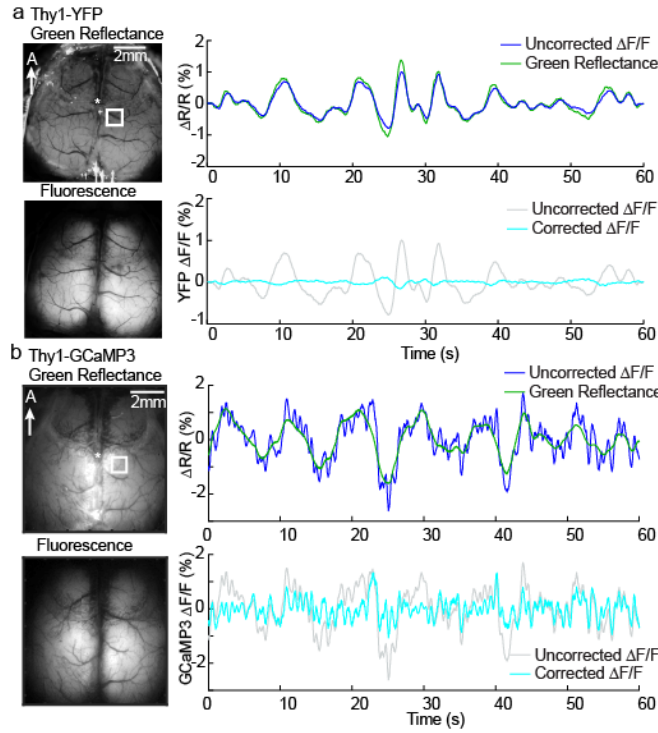 a Thy1-YFP
Green Reflectance
2mm
A
*
Uncorrected ΔF/F
Green Reflectance
ΔR/R (%)
2
1
0
-1
-2
0 10 20 30 40 50 60
Fluorescence
Uncorrected ΔF/F
Corrected ΔF/F
YFP ΔF/F (%)
2
1
0
-1
0 10 20 30 40 50 60
Time (s)
b Thy1-GCaMP3
Green Reflectance
2mm
A
*
Uncorrected ΔF/F
Green Reflectance
ΔR/R (%)
2
0
-2
0 10 20 30 40 50 60
Fluorescence
GCaMP3 ΔF/F (%)
2
0
-2
Uncorrected ΔF/F
Corrected ΔF/F
0 10 20 30 40 50 60
Time (s)